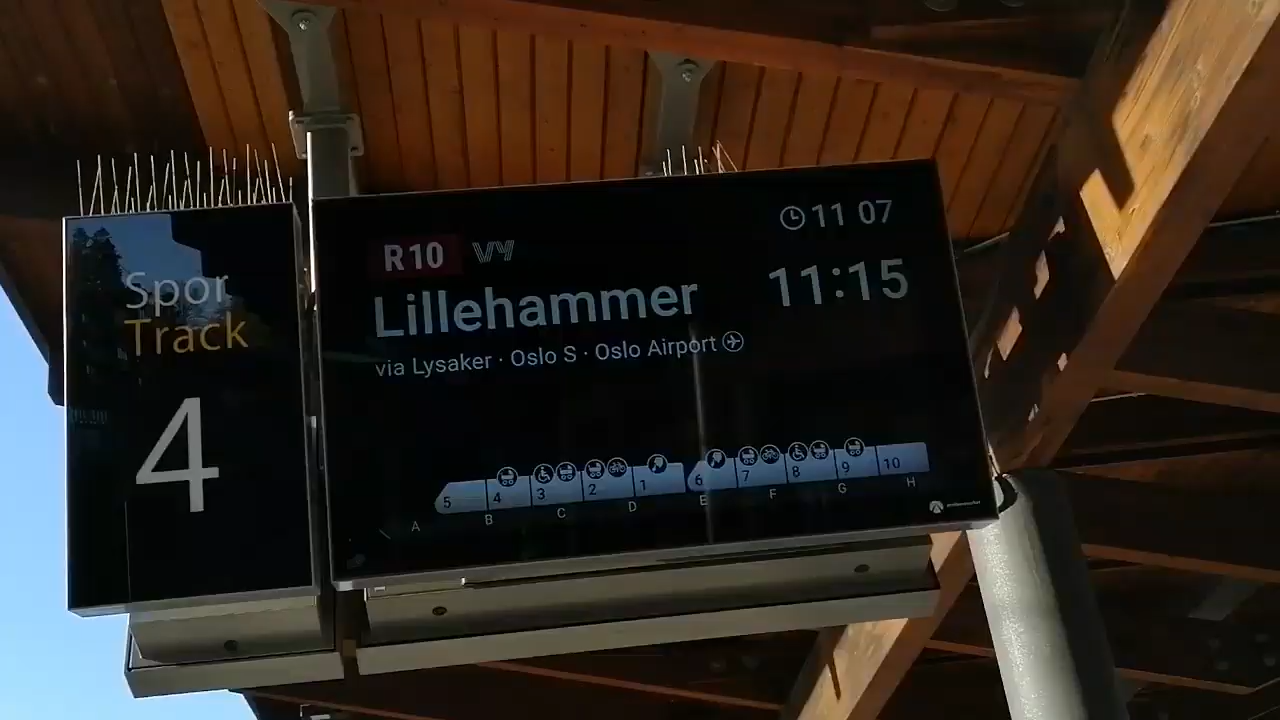 Spor
Track
4
R10 VY
11 07
Lillehammer 11:15
via Lysaker · Oslo S · Oslo Airport
5 4 3 2 1 6 7 8 9 10
A B C D E F G H